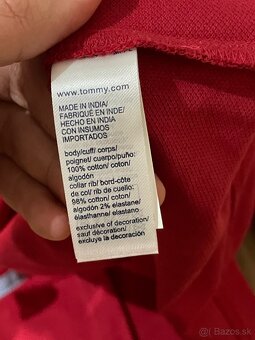 www.tommy.com
MADE IN INDIA/
FABRIQUÉ EN INDE/
HECHO EN INDIA
CON INSUMOS
IMPORTADOS
body/cuff/ corps/
poignet/ cuerpo/puño:
100% cotton/ coton/
algodón
collar rib/ bord-côte
de col/ rib de cuello:
98% cotton/ coton/
algodón 2% elastane/
élasthanne/ elastano
exclusive of decoration/
sauf décoration/
excluye la decoración
Bazos.sk